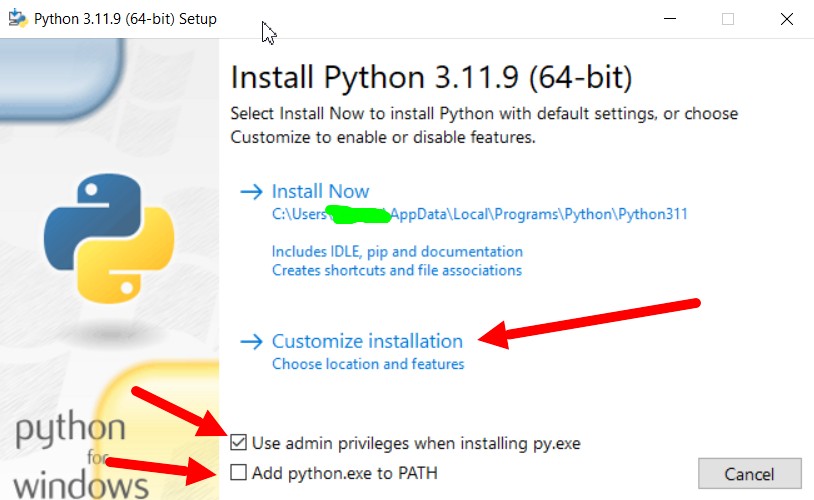 Python 3.11.9 (64-bit) Setup
Install Python 3.11.9 (64-bit)
Select Install Now to install Python with default settings, or choose
Customize to enable or disable features.
Install Now
C:\Users\ \AppData\Local\Programs\Python\Python311
Includes IDLE, pip and documentation
Creates shortcuts and file associations
Customize installation
Choose location and features
Use admin privileges when installing py.exe
Add python.exe to PATH
python
for
windows
Cancel